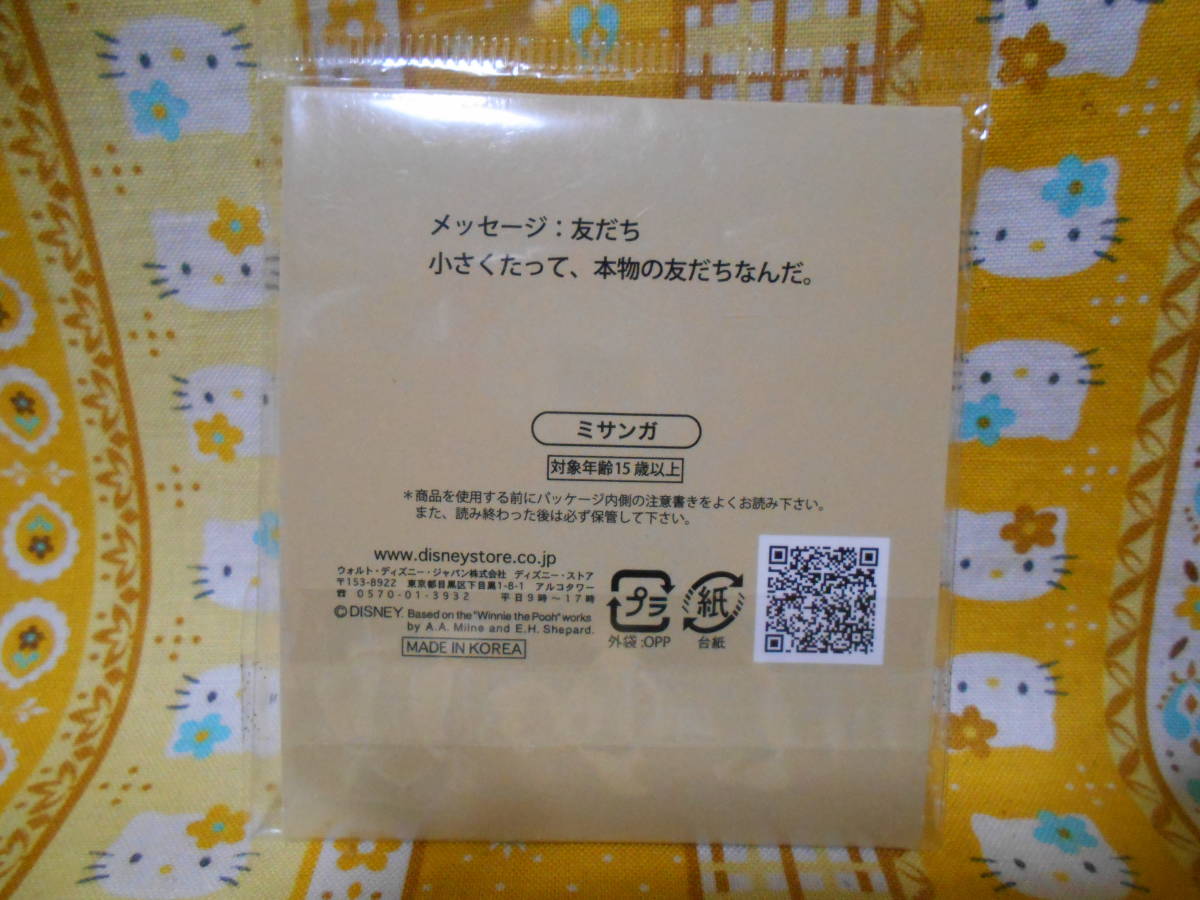 メッセージ：友だち
小さくたって、本物の友だちなんだ。
ミサンガ
対象年齢15歳以上
＊商品を使用する前にパッケージ内側の注意書きをよくお読み下さい。
また、読み終わった後は必ず保管して下さい。
www.disneystore.co.jp
ウォルト・ディズニー・ジャパン株式会社 ディズニー・ストア
〒153-8922 東京都目黒区下目黒1-8-1 アルコタワー
☎ 0570-01-3932 平日9時〜17時
©DISNEY. Based on the "Winnie the Pooh" works
by A.A. Milne and E.H. Shepard.
MADE IN KOREA
プラ
外袋:OPP
紙
台紙